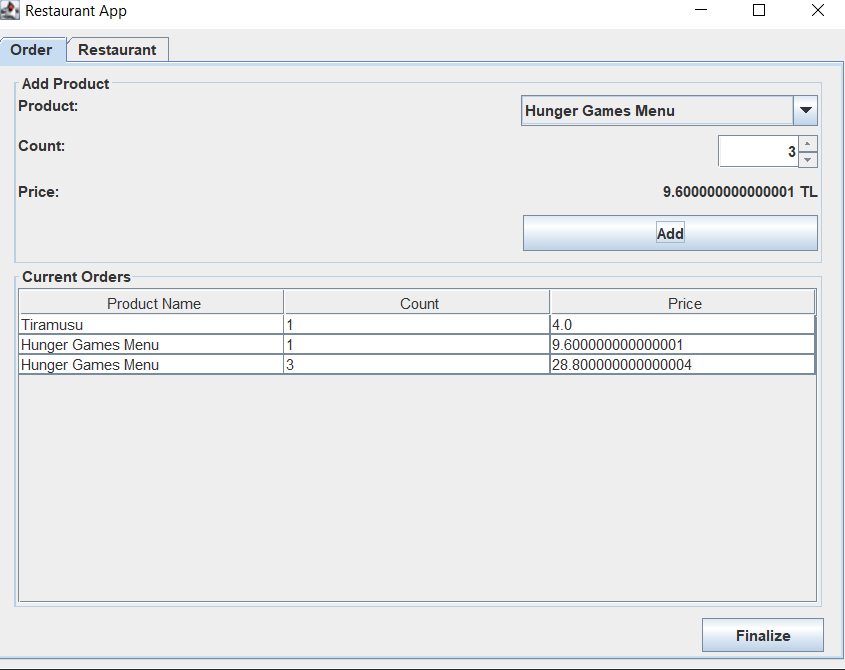 Restaurant App
Order Restaurant
Add Product
Product: Hunger Games Menu
Count: 3
Price: 9.600000000000001 TL
Add
Current Orders
Product Name Count Price
Tiramusu 1 4.0
Hunger Games Menu 1 9.600000000000001
Hunger Games Menu 3 28.800000000000004
Finalize